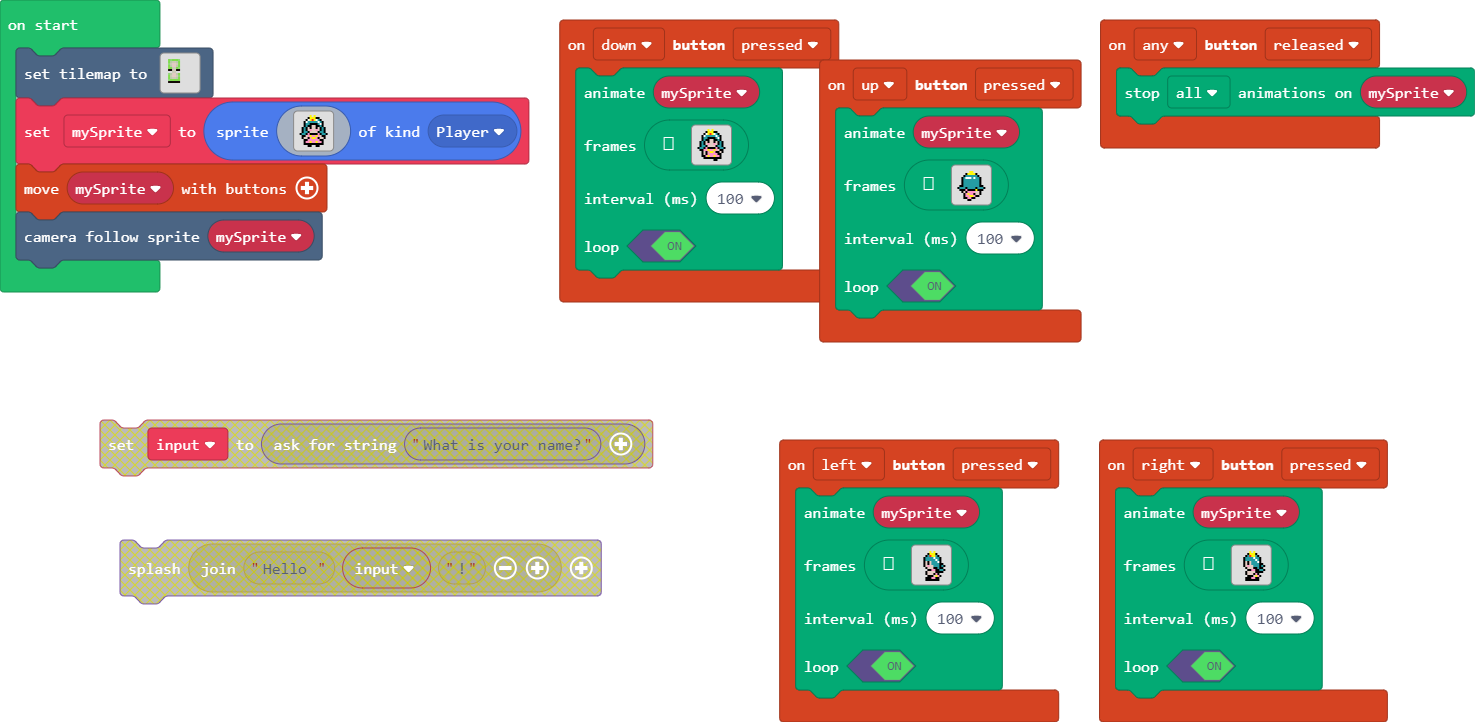 on start
set tilemap to
set mySprite to sprite of kind Player
move mySprite with buttons
camera follow sprite mySprite
on down button pressed
animate mySprite
frames
interval (ms) 100
loop ON
on up button pressed
animate mySprite
frames
interval (ms) 100
loop ON
on any button released
stop all animations on mySprite
set input to ask for string "What is your name?"
splash join "Hello " input "!"
on left button pressed
animate mySprite
frames
interval (ms) 100
loop ON
on right button pressed
animate mySprite
frames
interval (ms) 100
loop ON